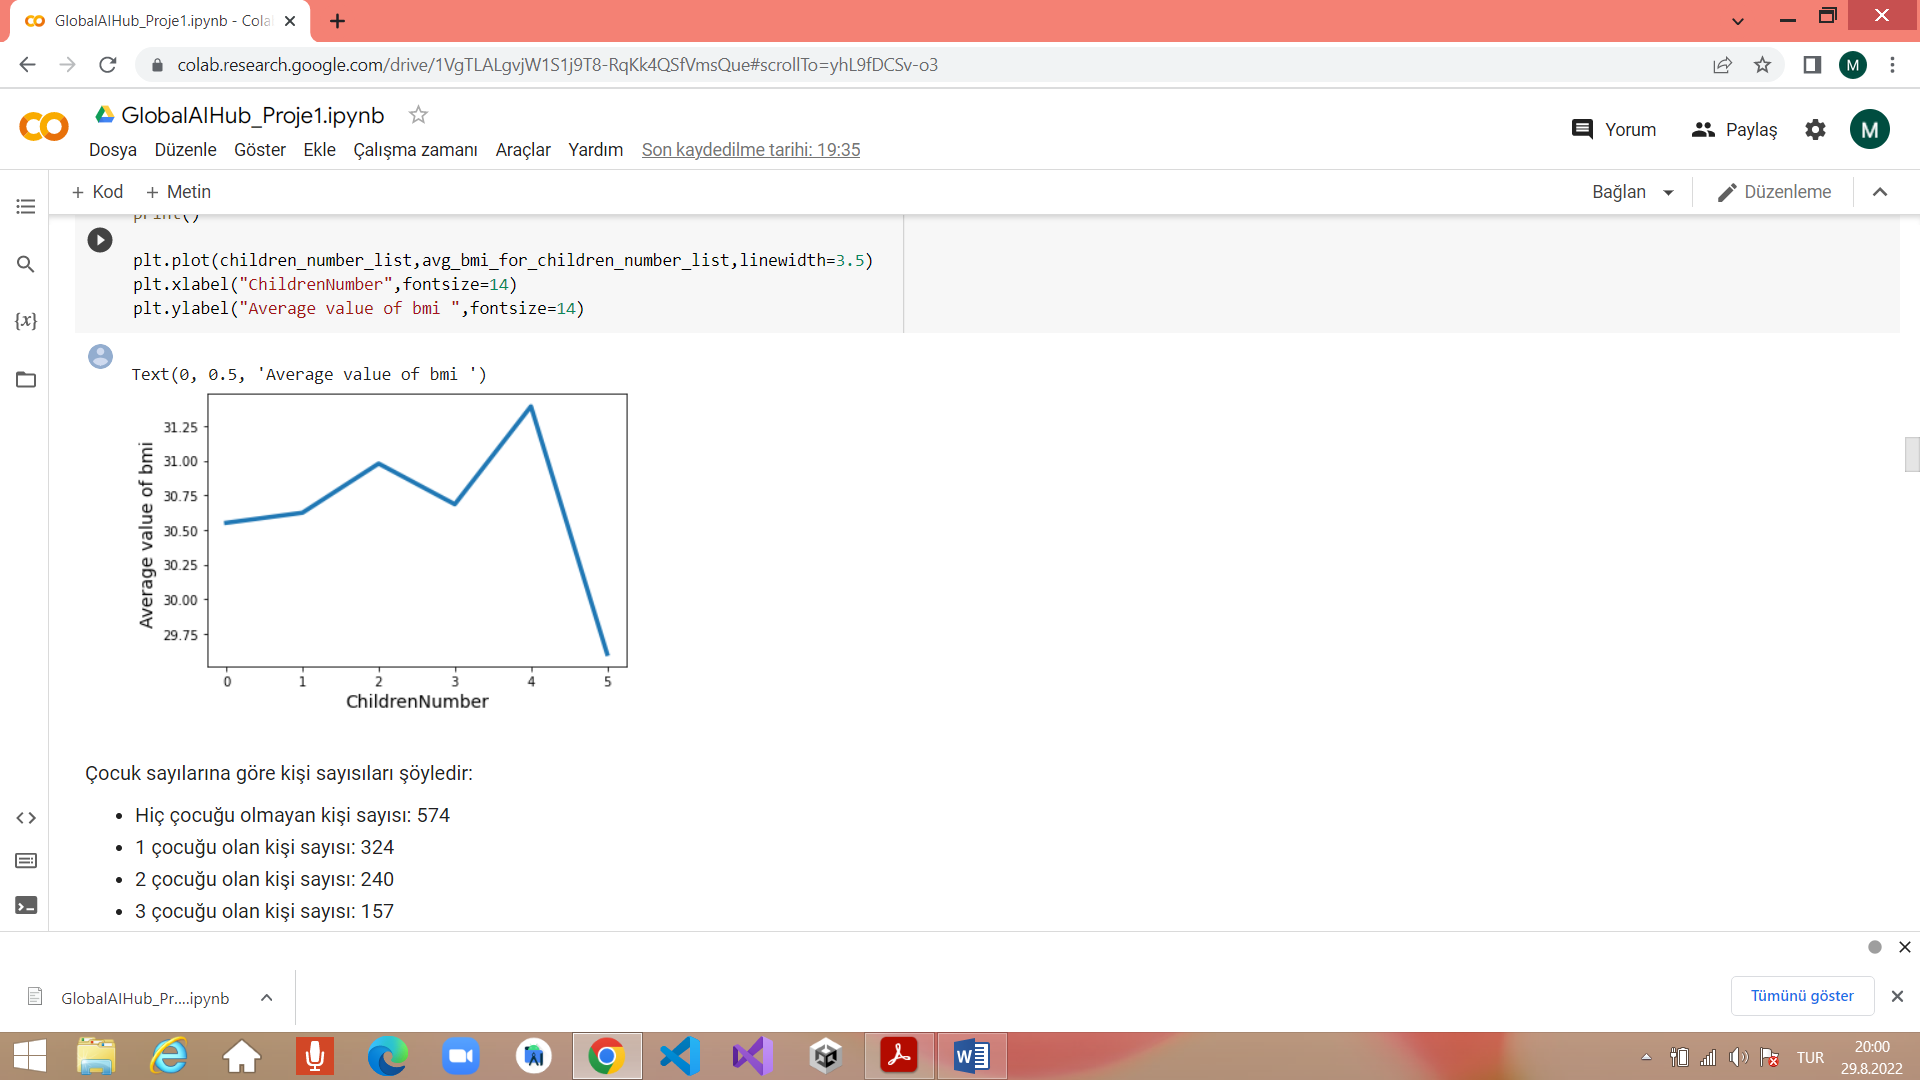 GlobalAIHub_Proje1.ipynb - Cola
colab.research.google.com/drive/1VgTLALgvjW1S1j9T8-RqKk4QSfVmsQue#scrollTo=yhL9fDCSv-o3
M
GlobalAIHub_Proje1.ipynb
Yorum Paylaş M
Dosya Düzenle Göster Ekle Çalışma zamanı Araçlar Yardım Son kaydedilme tarihi: 19:35
+ Kod + Metin Bağlan Düzenleme
print()
plt.plot(children_number_list,avg_bmi_for_children_number_list,linewidth=3.5)
plt.xlabel("ChildrenNumber",fontsize=14)
plt.ylabel("Average value of bmi ",fontsize=14)
{x}
Text(0, 0.5, 'Average value of bmi ')
Average value of bmi
31.25
31.00
30.75
30.50
30.25
30.00
29.75
0 1 2 3 4 5
ChildrenNumber
Çocuk sayılarına göre kişi sayısıları şöyledir:
• Hiç çocuğu olmayan kişi sayısı: 574
• 1 çocuğu olan kişi sayısı: 324
• 2 çocuğu olan kişi sayısı: 240
• 3 çocuğu olan kişi sayısı: 157
GlobalAIHub_Pr....ipynb
Tümünü göster
TUR
20:00
29.8.2022